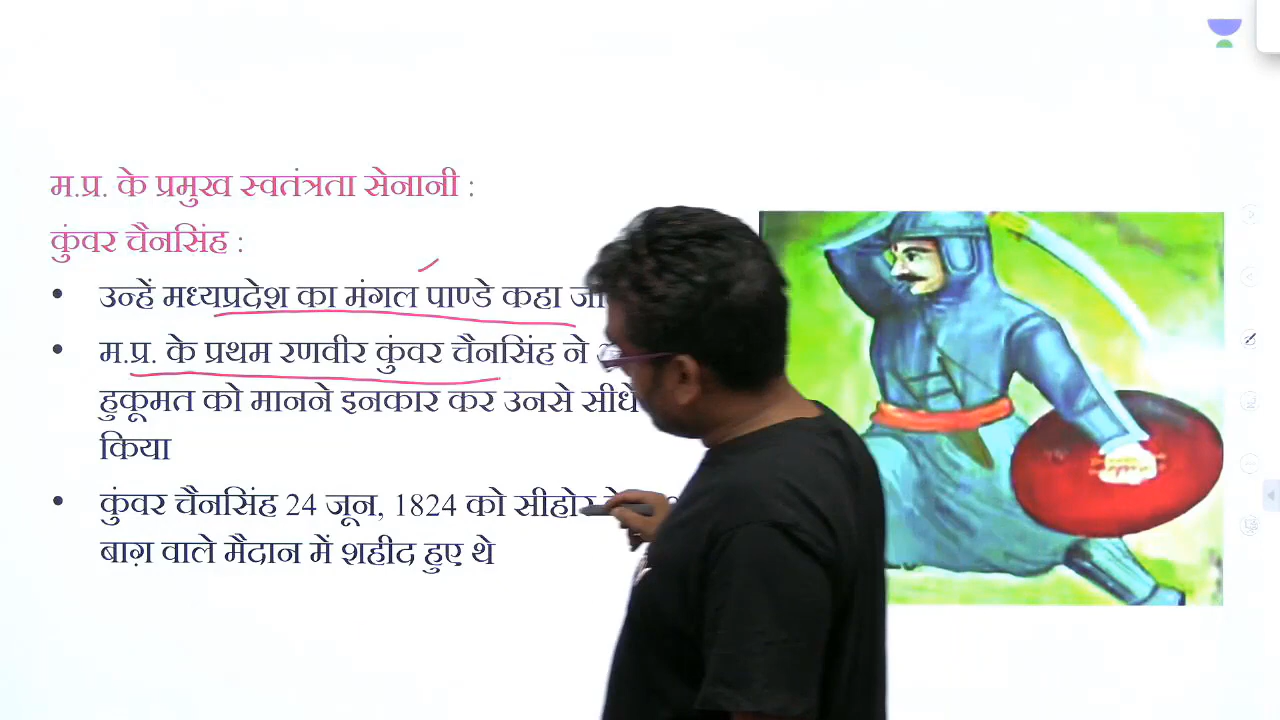 म.प्र. के प्रमुख स्वतंत्रता सेनानी :
कुंवर चैनसिंह :
• उन्हें मध्यप्रदेश का मंगल पाण्डे कहा
• म.प्र. के प्रथम रणवीर कुंवर चैनसिंह ने
हुकूमत को मानने इनकार कर उनसे सीधे
किया
• कुंवर चैनसिंह 24 जून, 1824 को सीहोर
बाग़ वाले मैदान में शहीद हुए थे